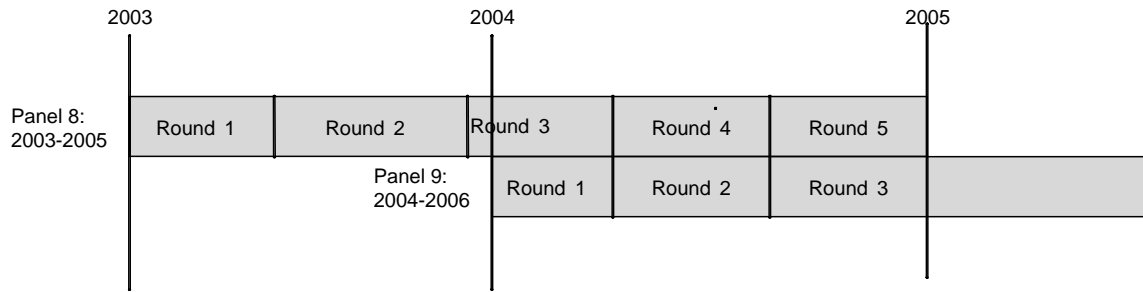 2003 2004 2005
Panel 8:
2003-2005
Round 1 Round 2 Round 3 Round 4 Round 5
Panel 9:
2004-2006
Round 1 Round 2 Round 3